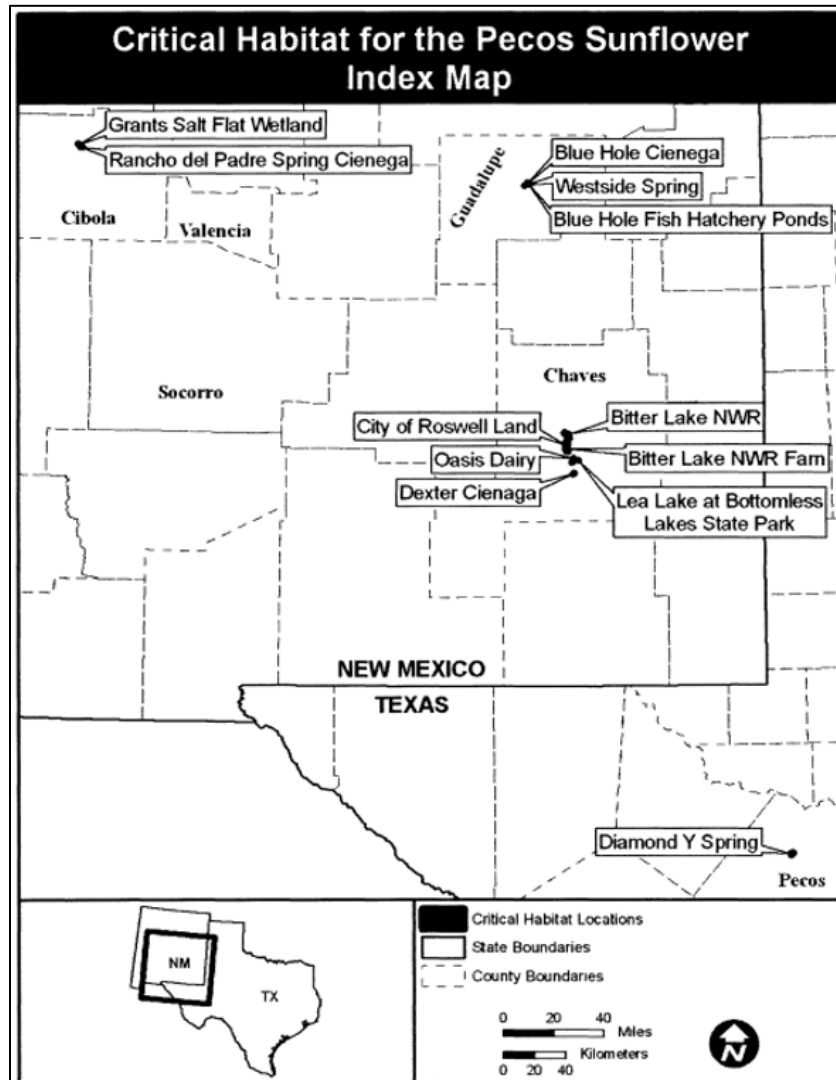 Critical Habitat for the Pecos Sunflower
Index Map
Grants Salt Flat Wetland
Rancho del Padre Spring Cienega
Blue Hole Cienega
Westside Spring
Blue Hole Fish Hatchery Ponds
Guadalupe
Cibola
Valencia
Socorro
Chaves
City of Roswell Land
Bitter Lake NWR
Oasis Dairy
Bitter Lake NWR Farm
Dexter Cienaga
Lea Lake at Bottomless
Lakes State Park
NEW MEXICO
TEXAS
Diamond Y Spring
Pecos
NM
TX
Critical Habitat Locations
State Boundaries
County Boundaries
0 20 40
Miles
Kilometers
0 20 40
N